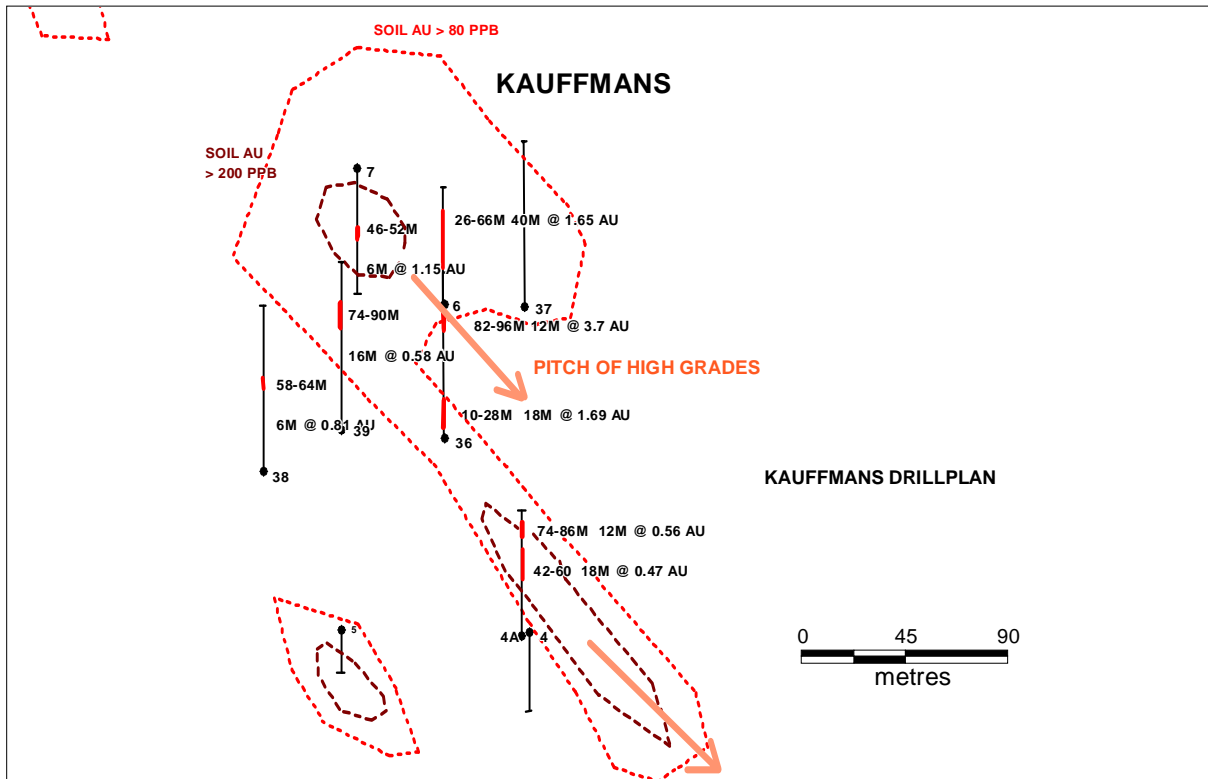 SOIL AU > 80 PPB
KAUFFMANS
SOIL AU
> 200 PPB
7
46-52M
26-66M 40M @ 1.65 AU
6M @ 1.15 AU
6
37
74-90M
82-96M 12M @ 3.7 AU
16M @ 0.58 AU
PITCH OF HIGH GRADES
58-64M
10-28M 18M @ 1.69 AU
6M @ 0.81 AU
39
36
38
KAUFFMANS DRILLPLAN
74-86M 12M @ 0.56 AU
42-60 18M @ 0.47 AU
5
4A
4
0 45 90
metres